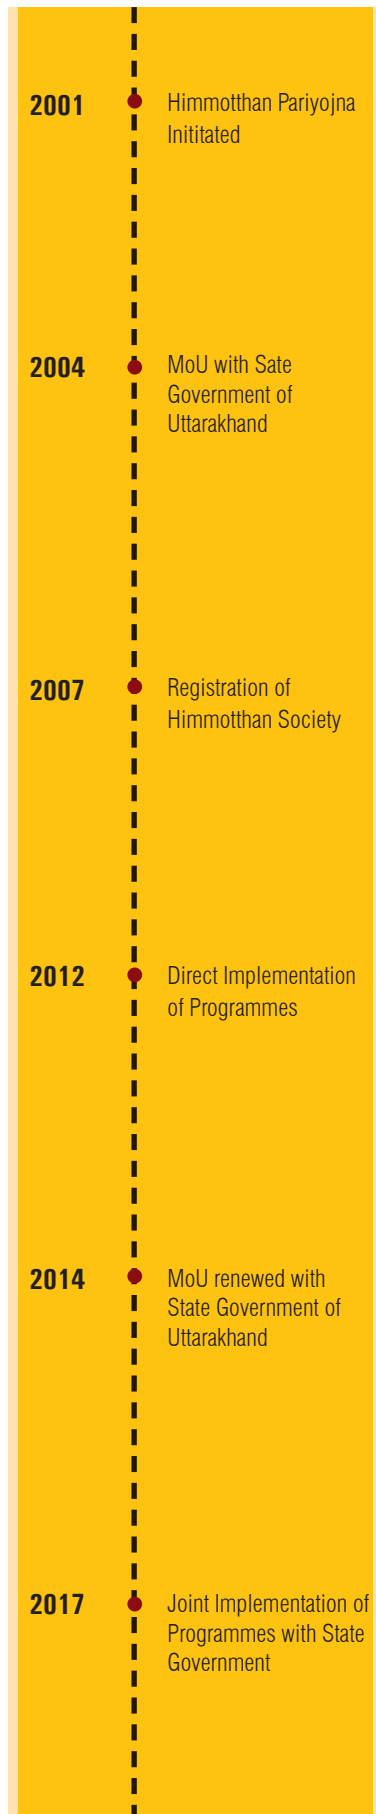 2001
Himmotthan Pariyojna
Inititated
2004
MoU with Sate
Government of
Uttarakhand
2007
Registration of
Himmotthan Society
2012
Direct Implementation
of Programmes
2014
MoU renewed with
State Government of
Uttarakhand
2017
Joint Implementation of
Programmes with State
Government